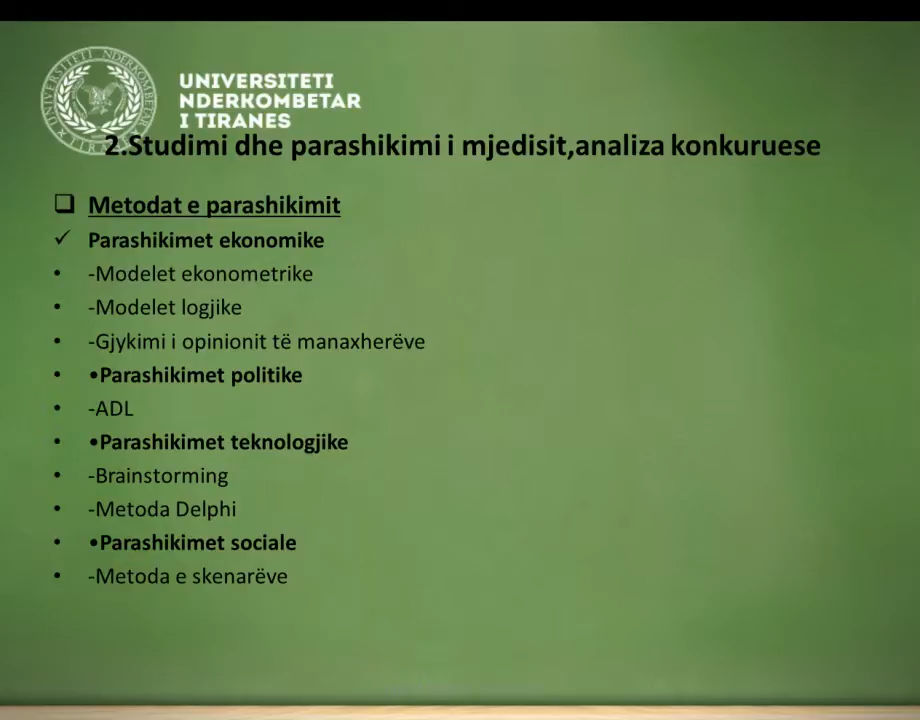 UNIVERSITETI
NDERKOMBETAR
I TIRANES
2.Studimi dhe parashikimi i mjedisit,analiza konkuruese
❑ Metodat e parashikimit
✓ Parashikimet ekonomike
• -Modelet ekonometrike
• -Modelet logjike
• -Gjykimi i opinionit të manaxherëve
• •Parashikimet politike
• -ADL
• •Parashikimet teknologjike
• -Brainstorming
• -Metoda Delphi
• •Parashikimet sociale
• -Metoda e skenarëve